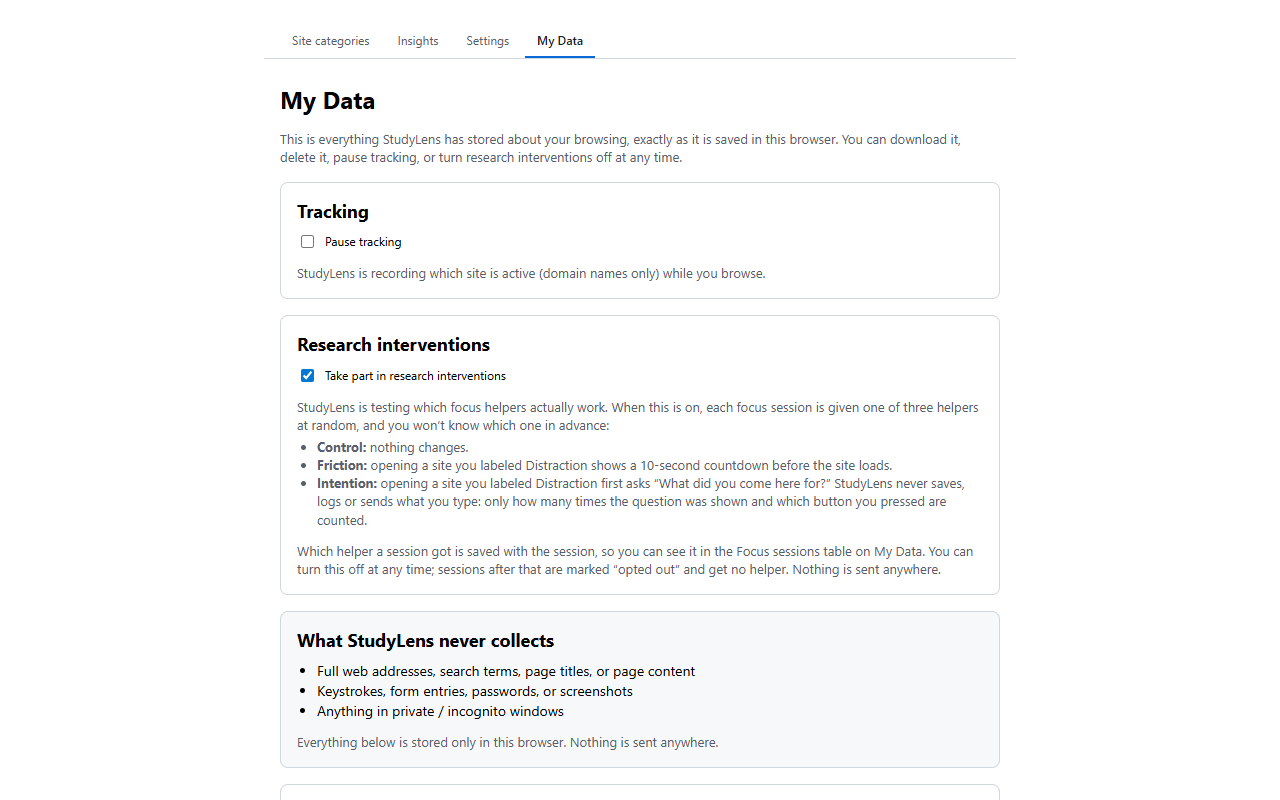 Site categories
Insights
Settings
My Data
My Data
This is everything StudyLens has stored about your browsing, exactly as it is saved in this browser. You can download it,
delete it, pause tracking, or turn research interventions off at any time.
Tracking
Pause tracking
StudyLens is recording which site is active (domain names only) while you browse.
Research interventions
Take part in research interventions
StudyLens is testing which focus helpers actually work. When this is on, each focus session is given one of three helpers
at random, and you won’t know which one in advance:
• Control: nothing changes.
• Friction: opening a site you labeled Distraction shows a 10-second countdown before the site loads.
• Intention: opening a site you labeled Distraction first asks “What did you come here for?” StudyLens never saves,
logs or sends what you type: only how many times the question was shown and which button you pressed are
counted.
Which helper a session got is saved with the session, so you can see it in the Focus sessions table on My Data. You can
turn this off at any time; sessions after that are marked “opted out” and get no helper. Nothing is sent anywhere.
What StudyLens never collects
• Full web addresses, search terms, page titles, or page content
• Keystrokes, form entries, passwords, or screenshots
• Anything in private / incognito windows
Everything below is stored only in this browser. Nothing is sent anywhere.